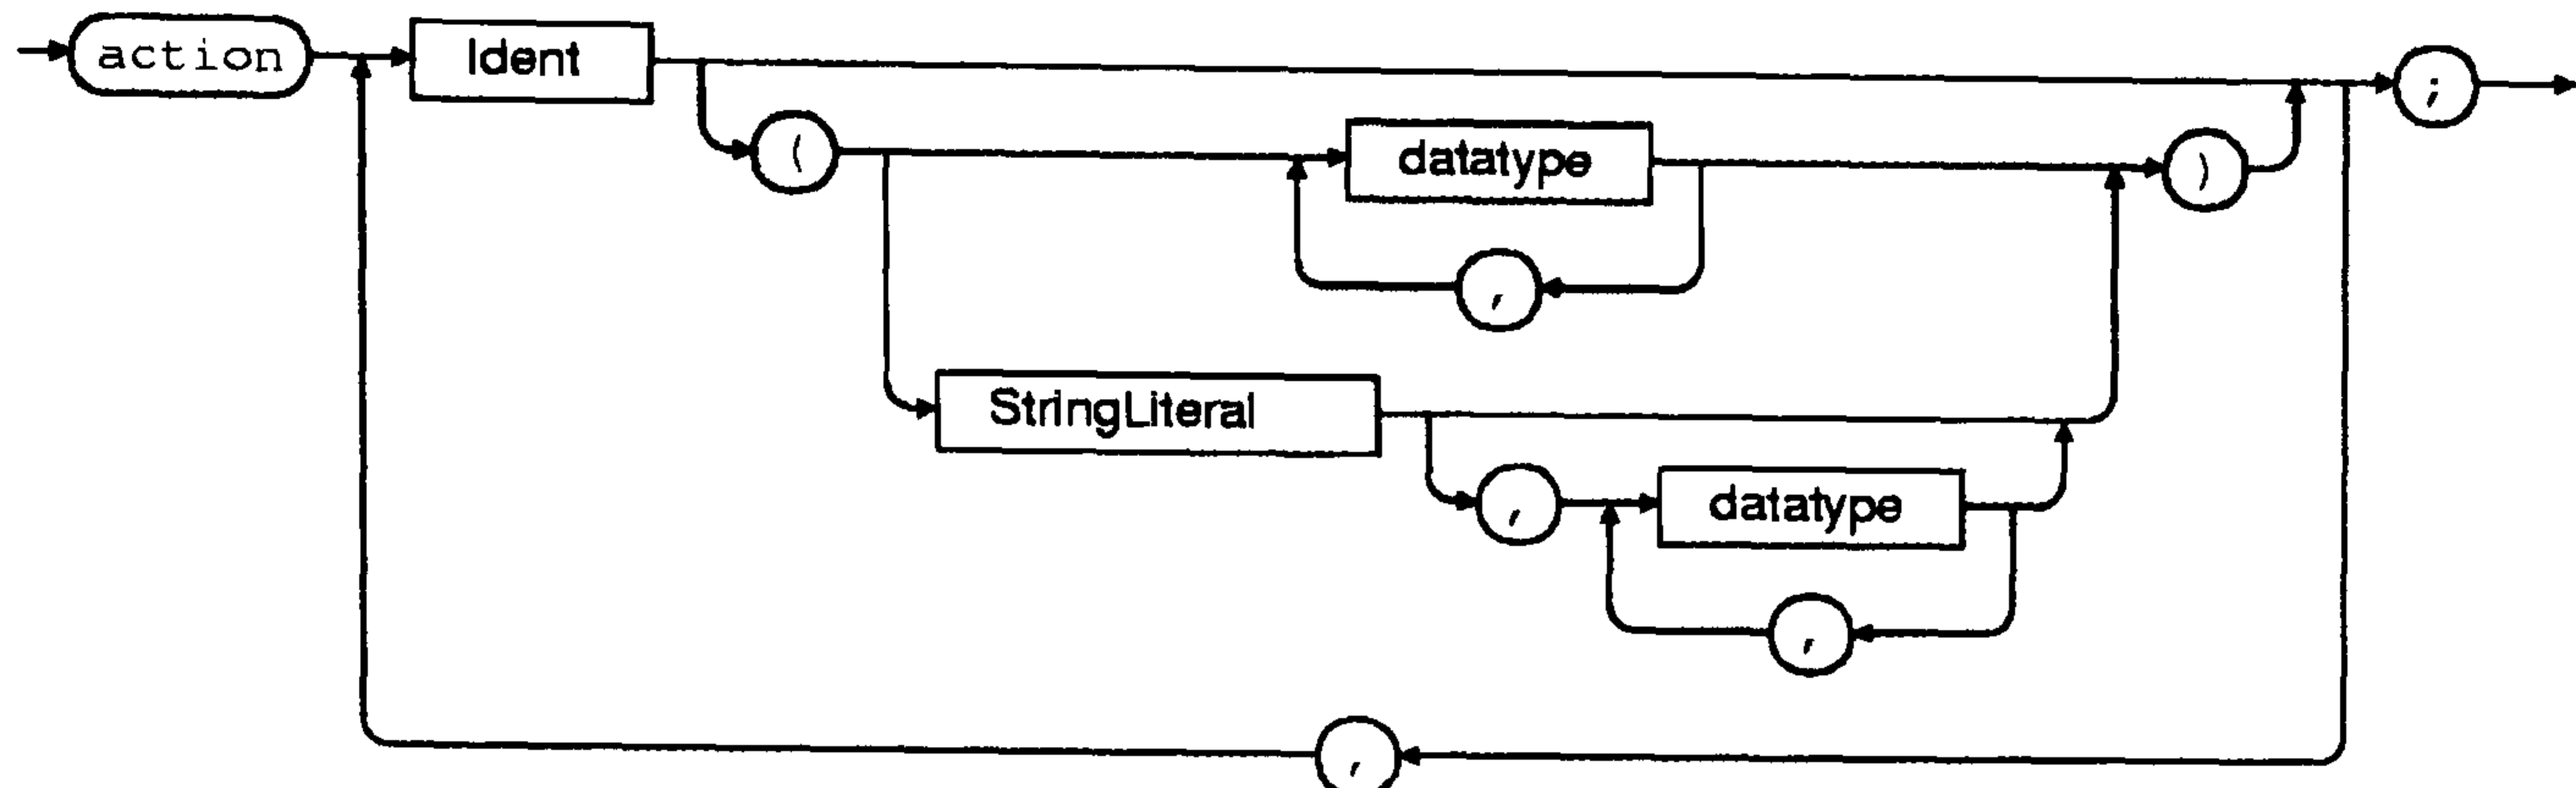 action Ident ;
( datatype )
,
StringLiteral
, datatype
,
,